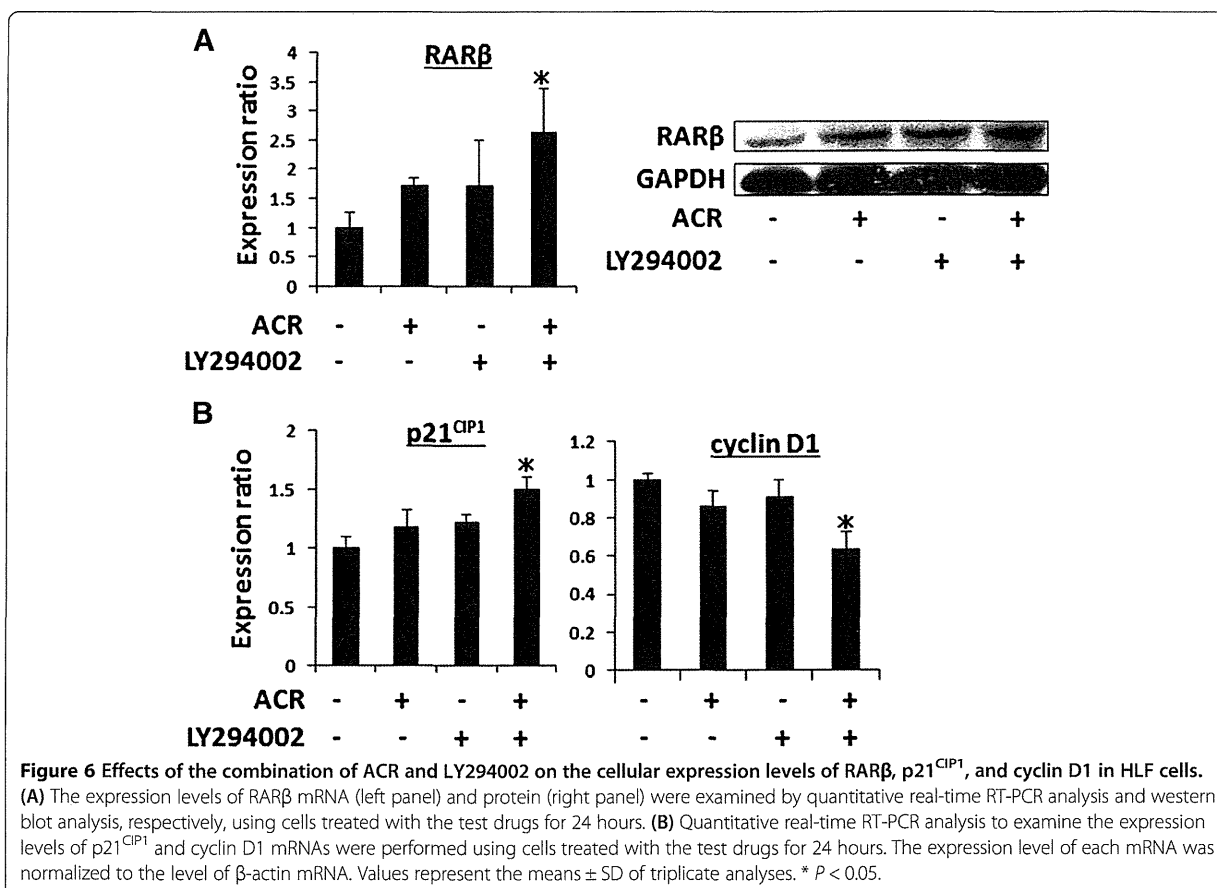 A
RARβ
Expression ratio
4
3.5
3
2.5
2
1.5
1
0.5
0
*
ACR - + - +
LY294002 - - + +
RARβ
GAPDH
ACR - + - +
LY294002 - - + +
B
p21CIP1
Expression ratio
2
1.5
1
0.5
0
*
cyclin D1
1.2
1
0.8
0.6
0.4
0.2
0
*
ACR - + - + - + - +
LY294002 - - + + - - + +
Figure 6 Effects of the combination of ACR and LY294002 on the cellular expression levels of RARβ, p21CIP1, and cyclin D1 in HLF cells.
(A) The expression levels of RARβ mRNA (left panel) and protein (right panel) were examined by quantitative real-time RT-PCR analysis and western
blot analysis, respectively, using cells treated with the test drugs for 24 hours. (B) Quantitative real-time RT-PCR analysis to examine the expression
levels of p21CIP1 and cyclin D1 mRNAs were performed using cells treated with the test drugs for 24 hours. The expression level of each mRNA was
normalized to the level of β-actin mRNA. Values represent the means ± SD of triplicate analyses. * P < 0.05.